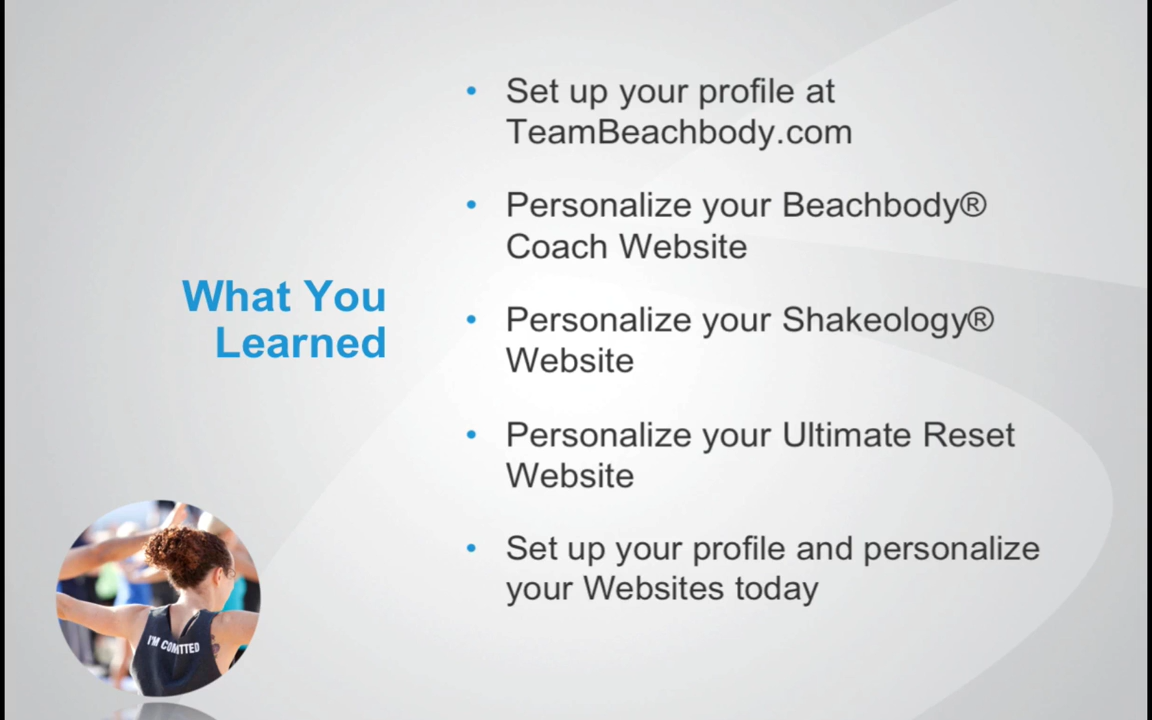 What You
Learned
• Set up your profile at
TeamBeachbody.com
• Personalize your Beachbody®
Coach Website
• Personalize your Shakeology®
Website
• Personalize your Ultimate Reset
Website
• Set up your profile and personalize
your Websites today
I'M COMITTED